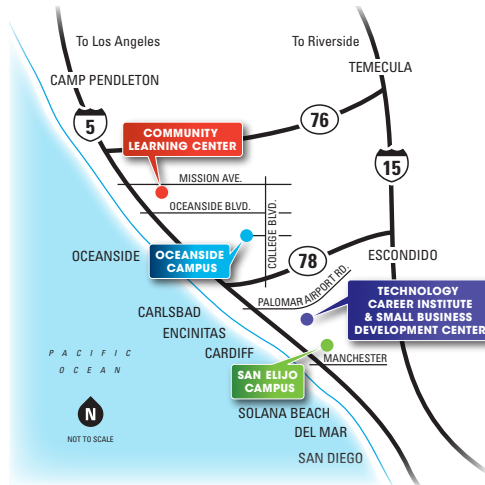 To Los Angeles
To Riverside
TEMECULA
CAMP PENDLETON
5
76
COMMUNITY
LEARNING CENTER
15
MISSION AVE.
OCEANSIDE BLVD.
COLLEGE BLVD.
OCEANSIDE
OCEANSIDE
CAMPUS
78
ESCONDIDO
PALOMAR AIRPORT RD.
TECHNOLOGY
CAREER INSTITUTE
& SMALL BUSINESS
DEVELOPMENT CENTER
CARLSBAD
ENCINITAS
CARDIFF
PACIFIC
OCEAN
MANCHESTER
SAN ELIJO
CAMPUS
SOLANA BEACH
DEL MAR
SAN DIEGO
N
NOT TO SCALE